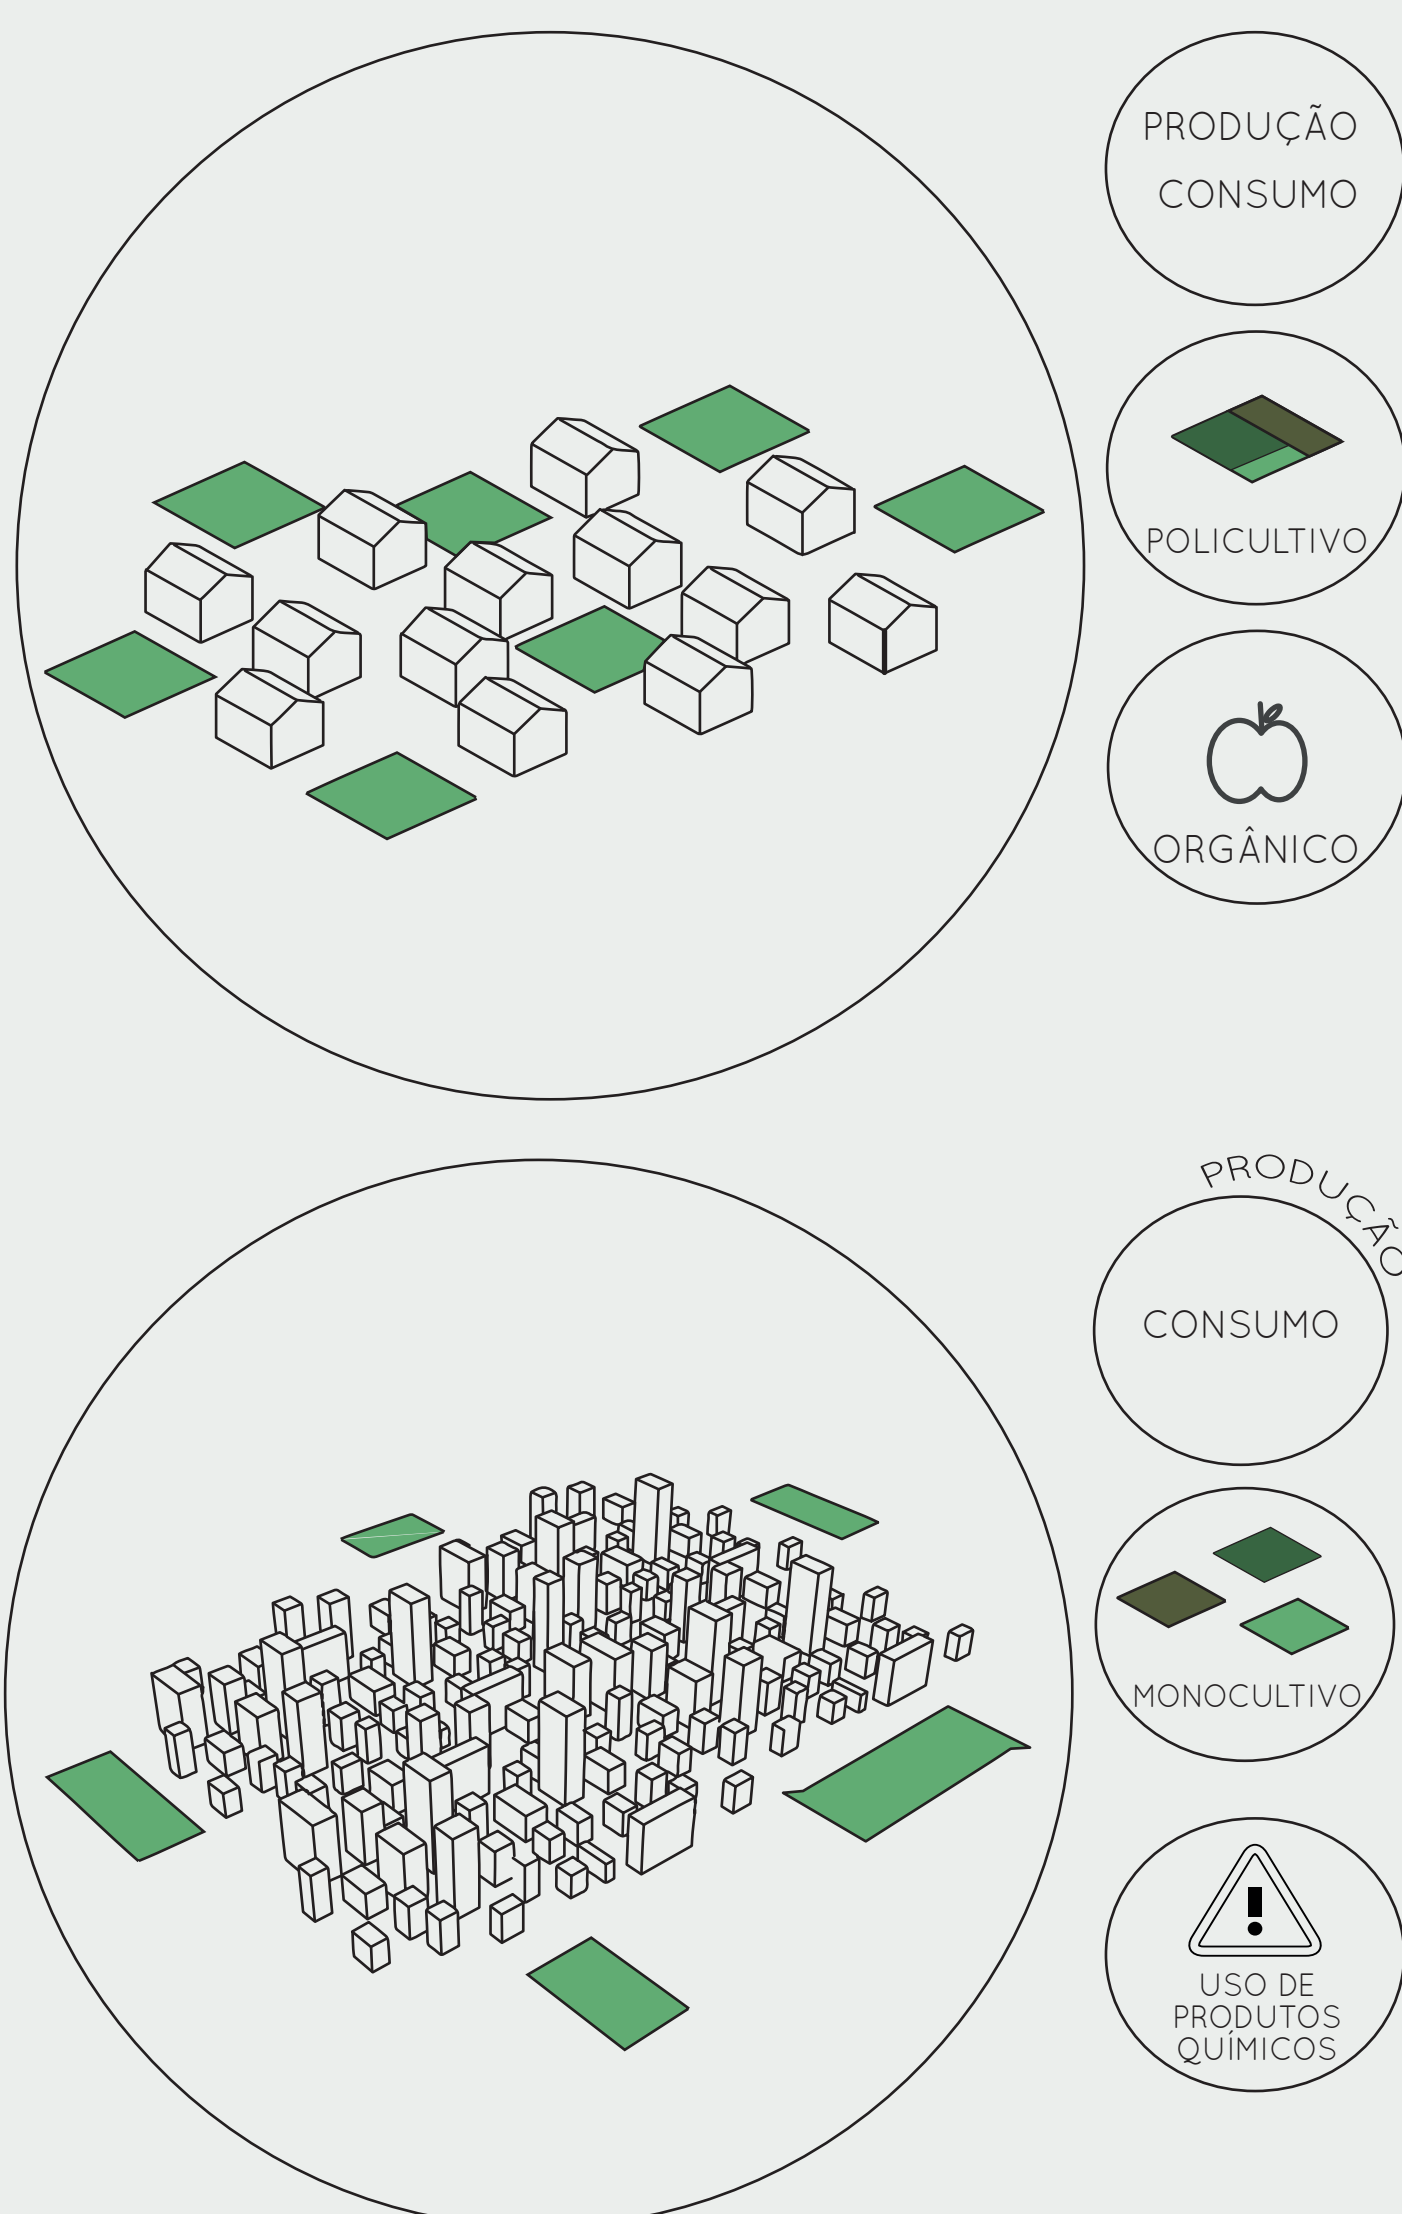 PRODUÇÃO
CONSUMO
POLICULTIVO
ORGÂNICO
PRODUÇÃO
CONSUMO
MONOCULTIVO
USO DE
PRODUTOS
QUÍMICOS